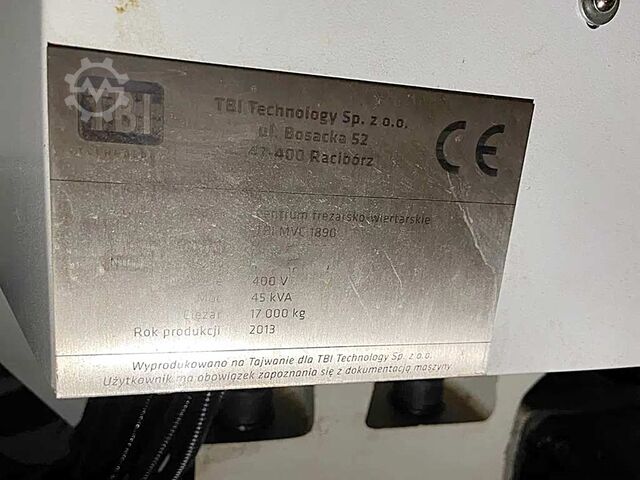 TBI
TBI Technology Sp. z o.o.
ul. Bosacka 52
47-400 Racibórz
CE
Centrum frezarsko-wiertarskie
TBI MVC 1890
400 V
Moc 45 kVA
Ciężar 17 000 kg
Rok produkcji 2013
Wyprodukowano na Tajwanie dla TBI Technology Sp. z o.o.
Użytkownik ma obowiązek zapoznania się z dokumentacją maszyny